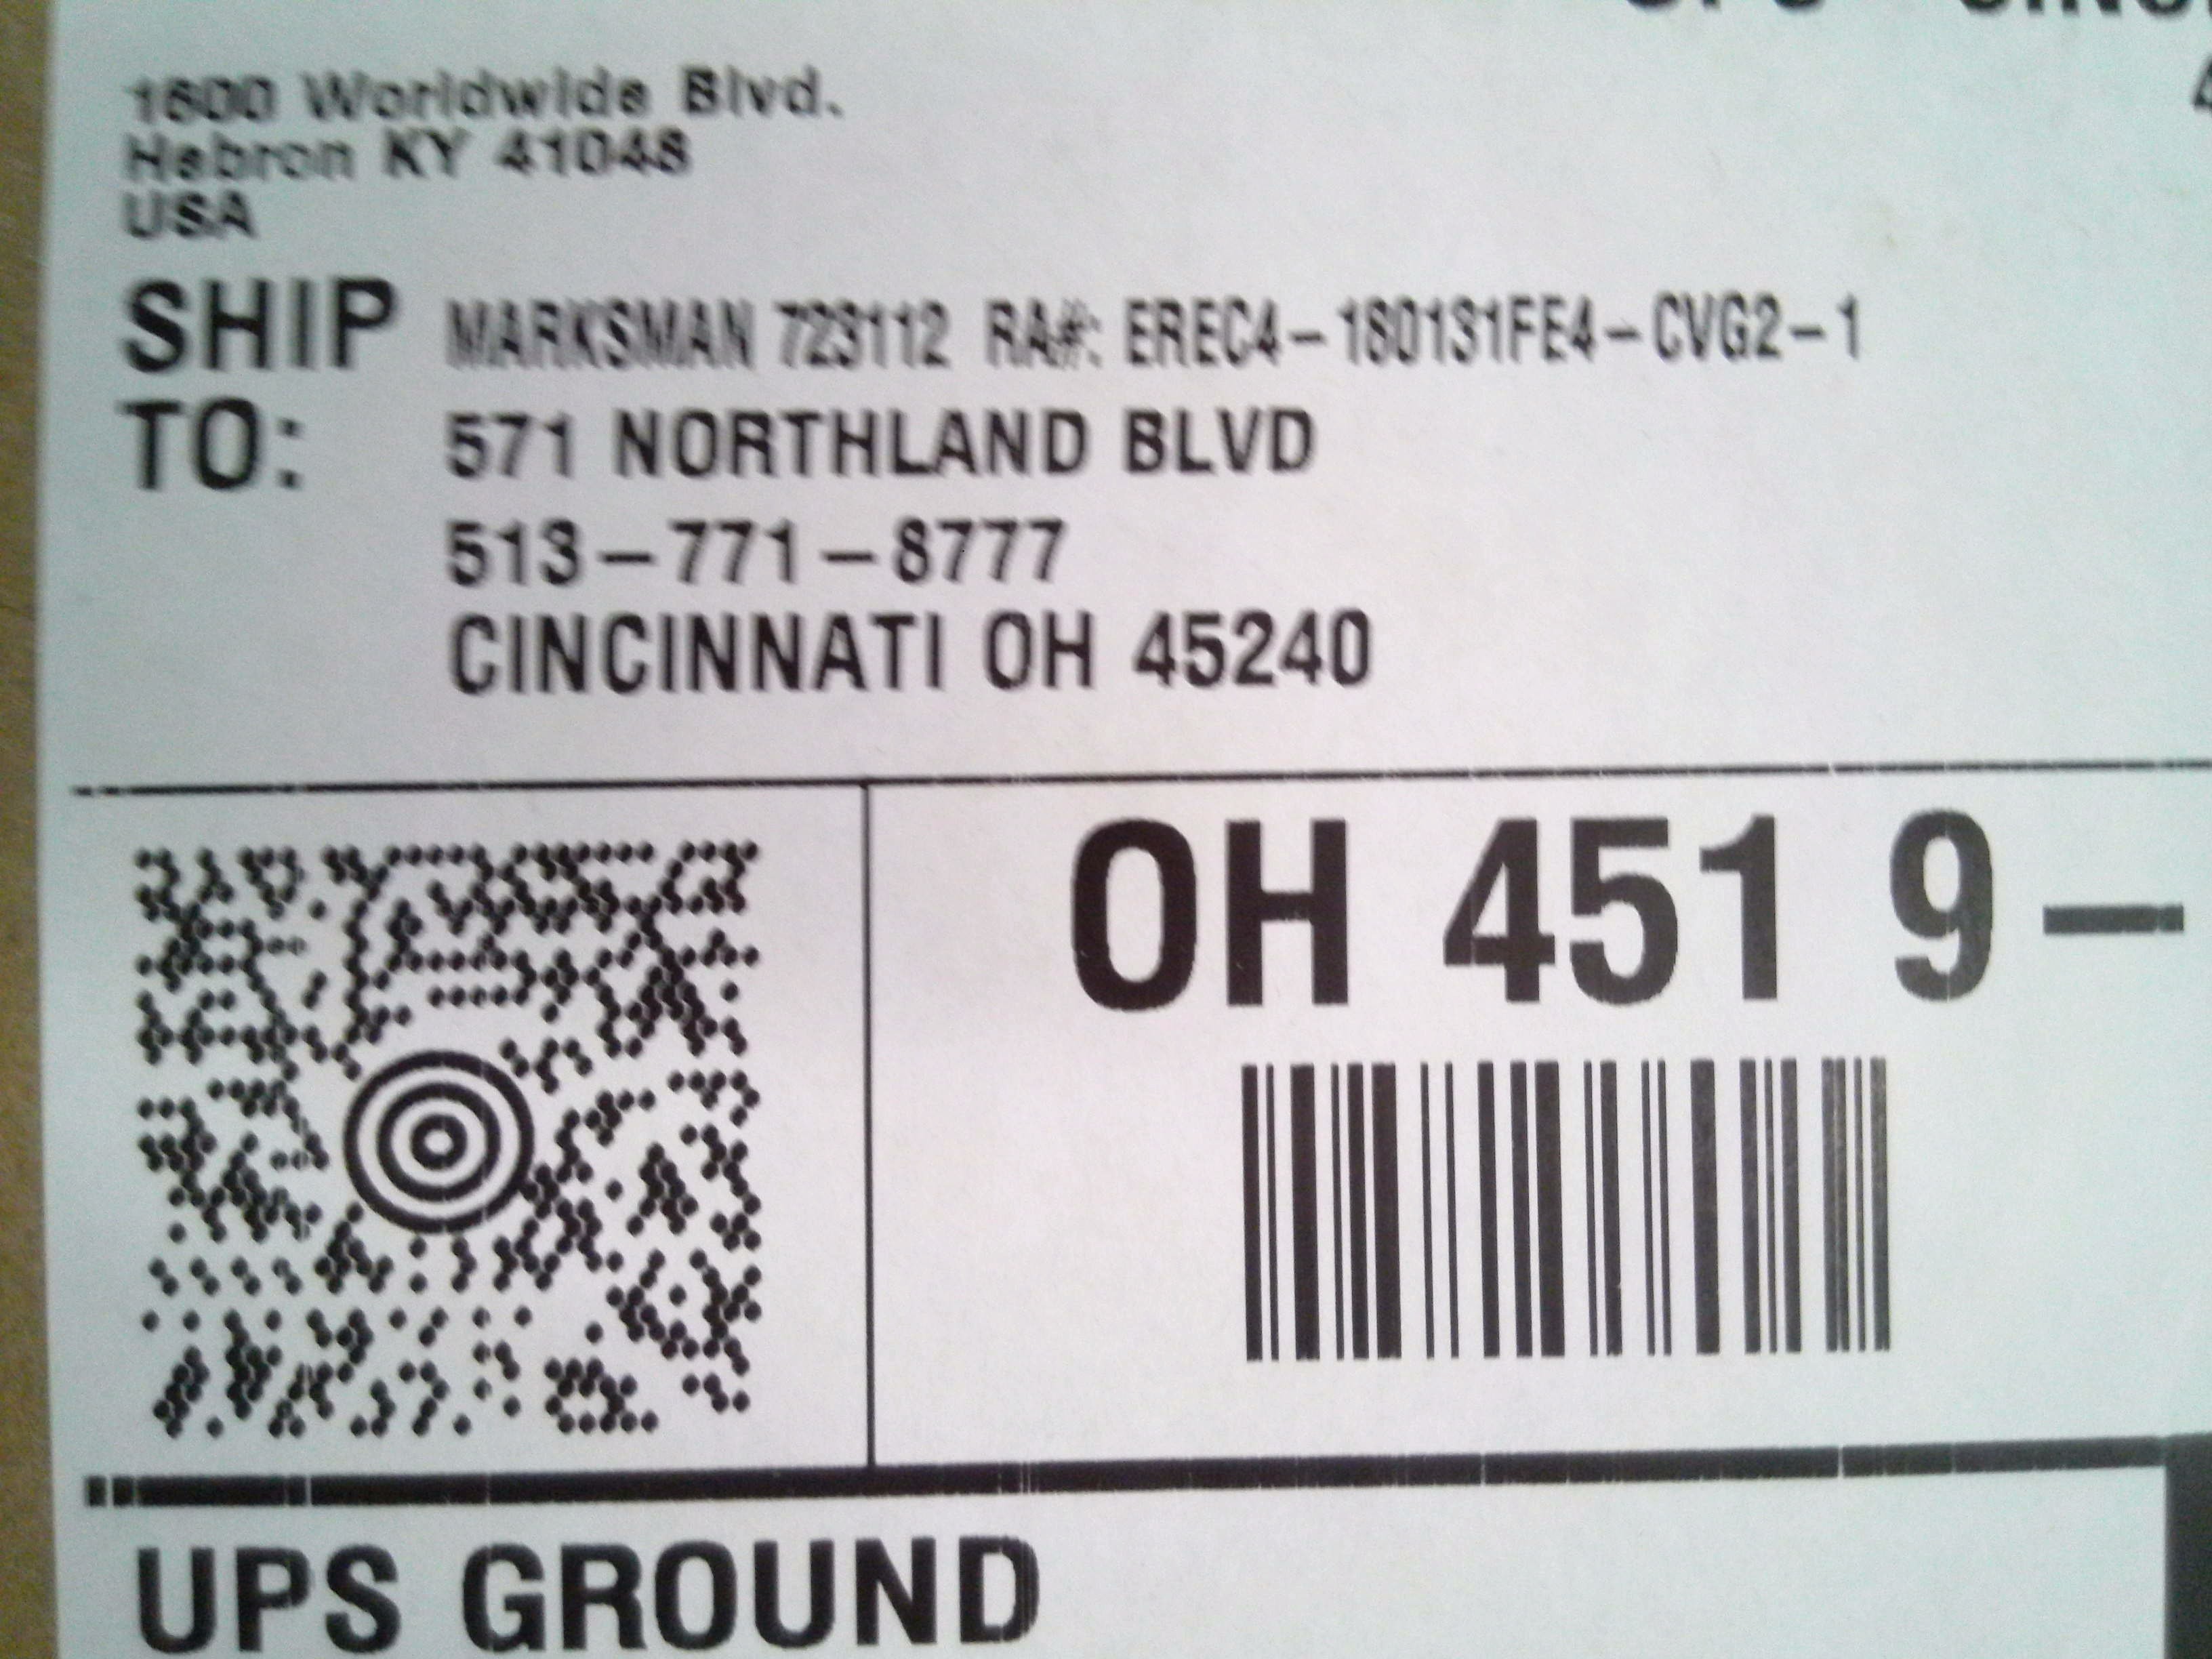 1600 Worldwide Blvd.
Hebron KY 41048
USA
SHIP TO:
MARKSMAN 723112 RA#: EREC4-180131FE4-CVG2-1
571 NORTHLAND BLVD
513-771-8777
CINCINNATI OH 45240
OH 451 9-
UPS GROUND